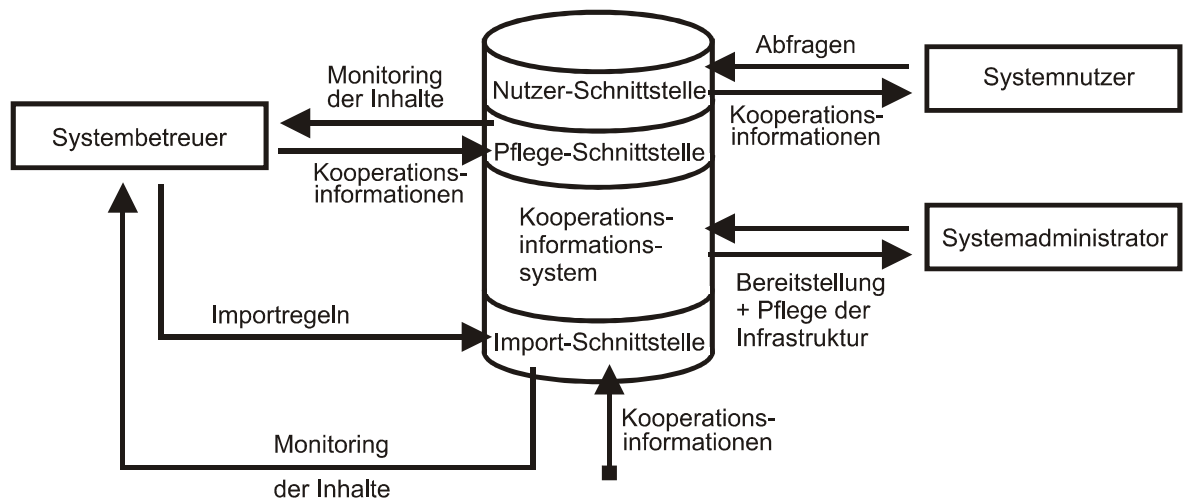 Abfragen
Systemnutzer
Monitoring
der Inhalte
Nutzer-Schnittstelle
Kooperations-
informationen
Systembetreuer
Pflege-Schnittstelle
Kooperations-
informationen
Kooperations-
informations-
system
Systemadministrator
Bereitstellung
+ Pflege der
Infrastruktur
Importregeln
Import-Schnittstelle
Kooperations-
informationen
Monitoring
der Inhalte